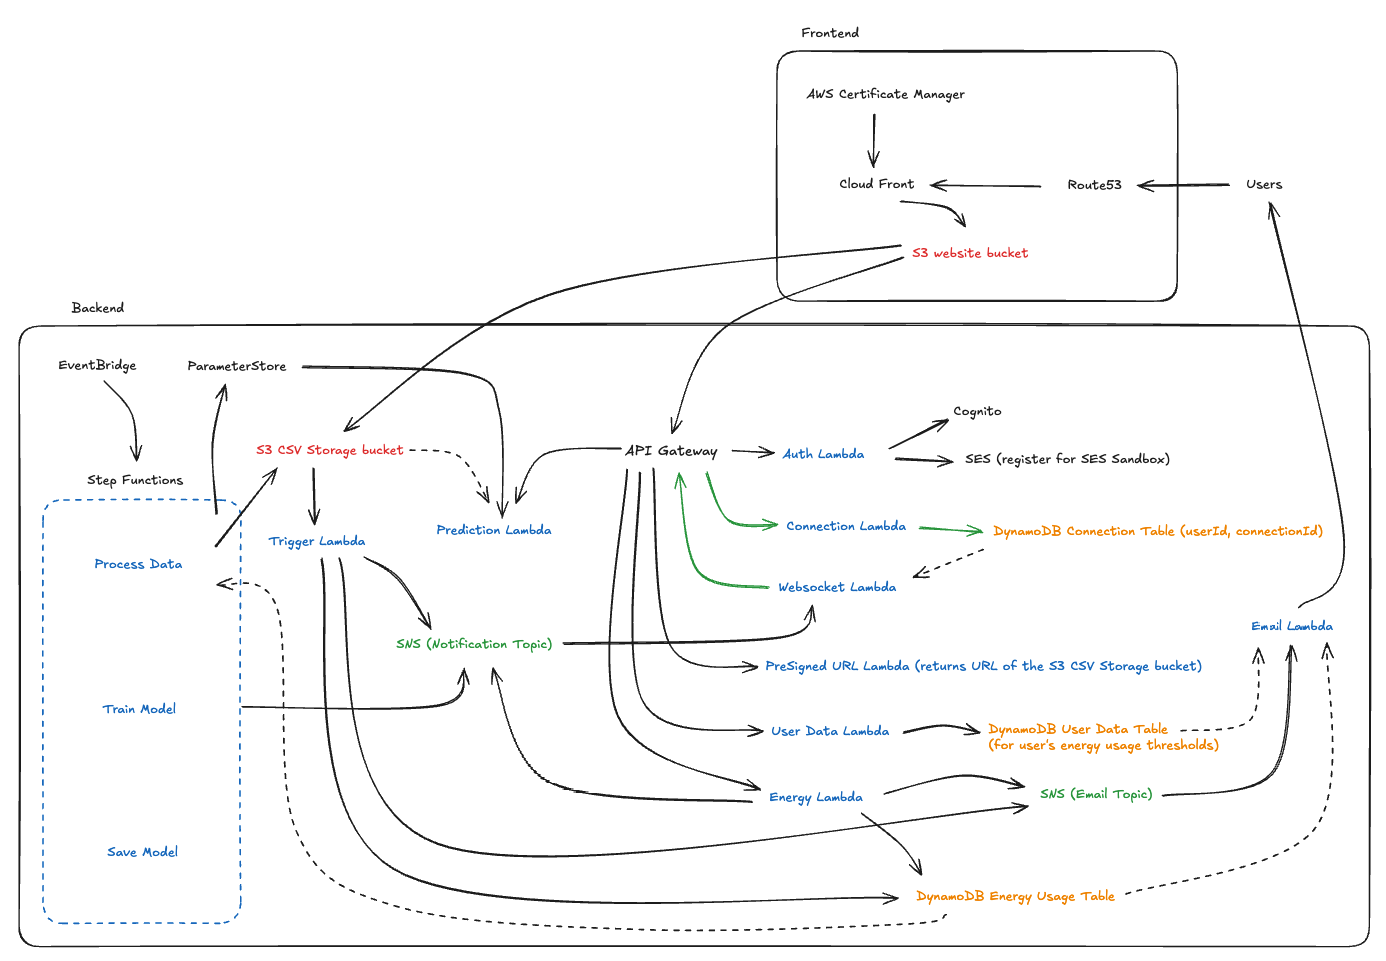 Frontend
AWS Certificate Manager
Cloud Front
Route53
Users
S3 website bucket
Backend
EventBridge
ParameterStore
Cognito
S3 CSV Storage bucket
API Gateway
Auth Lambda
SES (register for SES Sandbox)
Step Functions
Prediction Lambda
Connection Lambda
DynamoDB Connection Table (userId, connectionId)
Trigger Lambda
Process Data
Websocket Lambda
Email Lambda
SNS (Notification Topic)
PreSigned URL Lambda (returns URL of the S3 CSV Storage bucket)
Train Model
User Data Lambda
DynamoDB User Data Table
(for user's energy usage thresholds)
Energy Lambda
SNS (Email Topic)
Save Model
DynamoDB Energy Usage Table